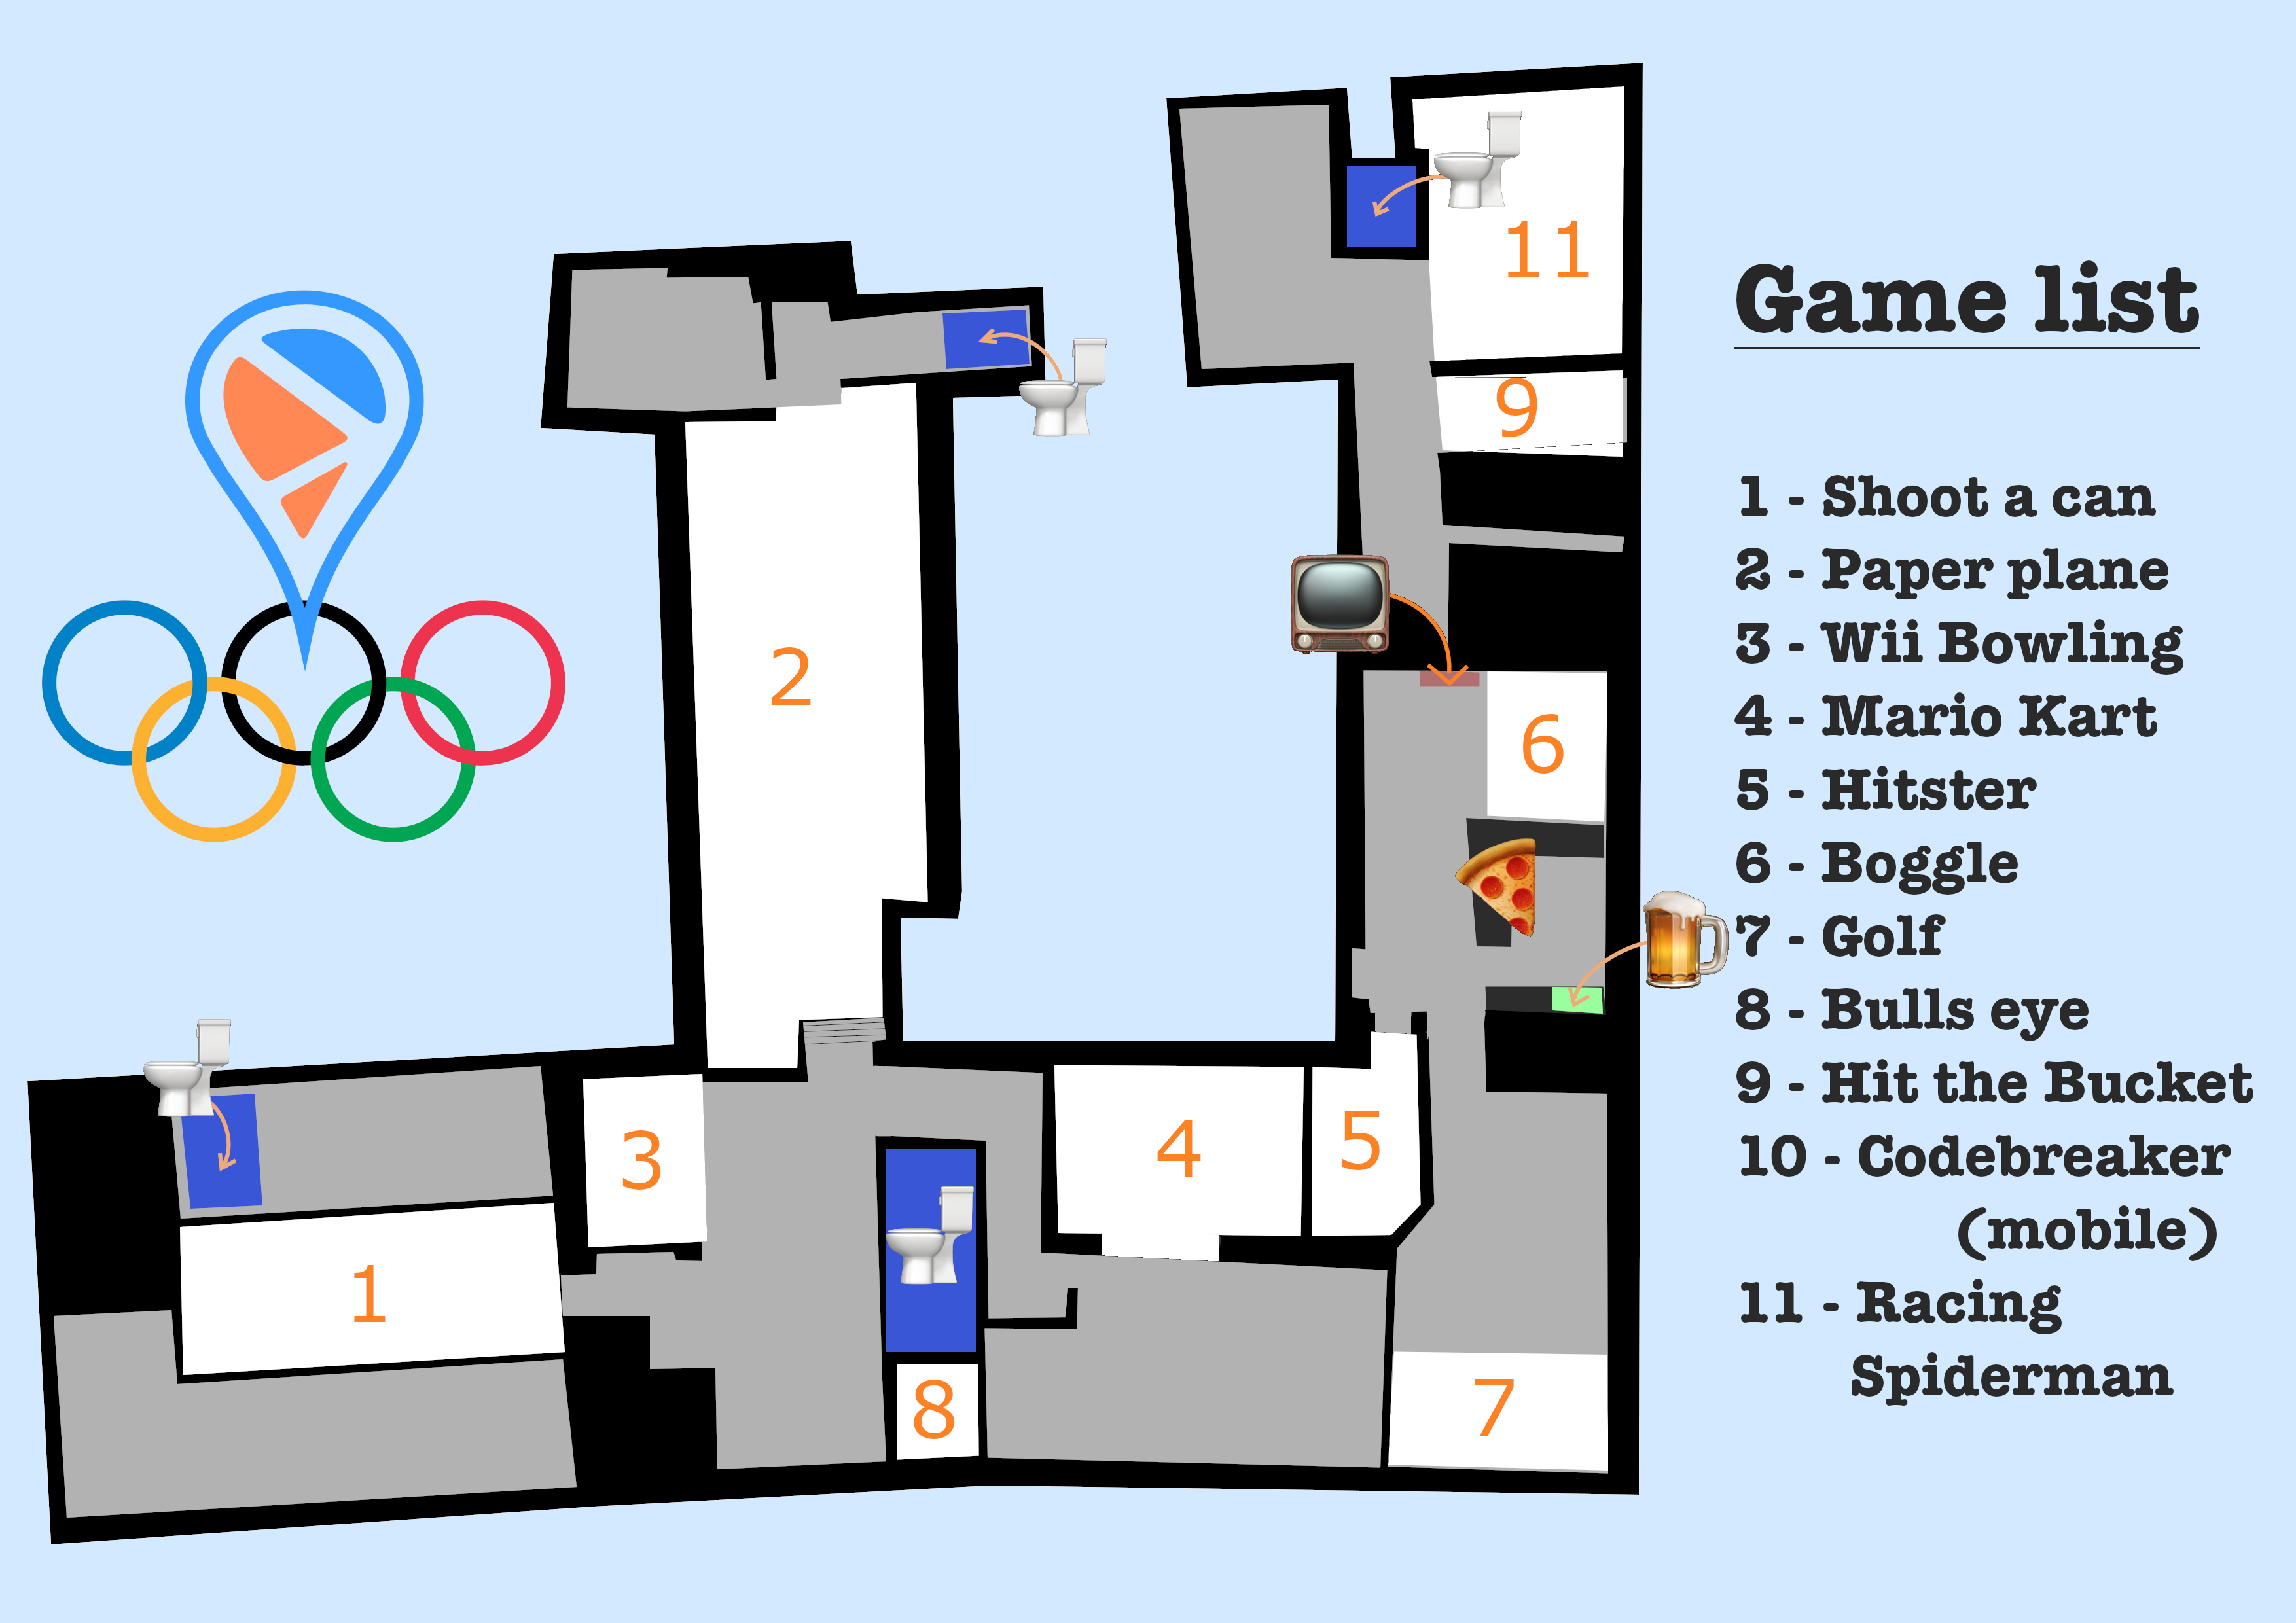 11
Game list
9
1 - Shoot a can
2 - Paper plane
3 - Wii Bowling
2
4 - Mario Kart
6
5 - Hitster
6 - Boggle
7 - Golf
8 - Bulls eye
9 - Hit the Bucket
3
4
5
10 - Codebreaker
(mobile)
1
11 - Racing
Spiderman
8
7